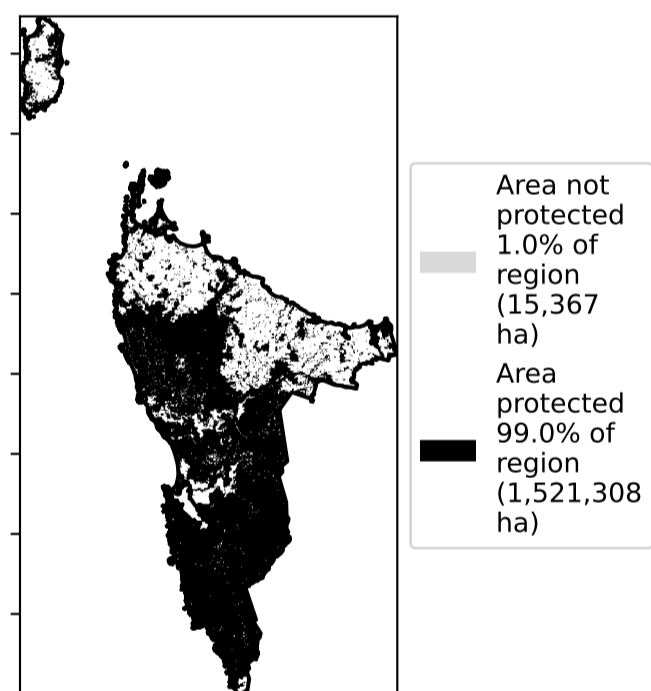 Area not
protected
1.0% of
region
(15,367
ha)
Area
protected
99.0% of
region
(1,521,308
ha)